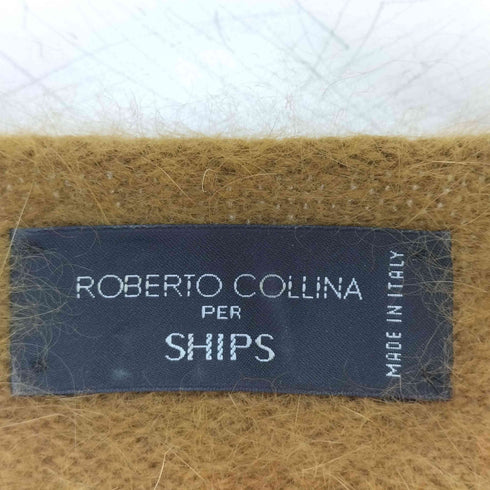 ROBERTO COLLINA
PER
SHIPS
MADE IN ITALY